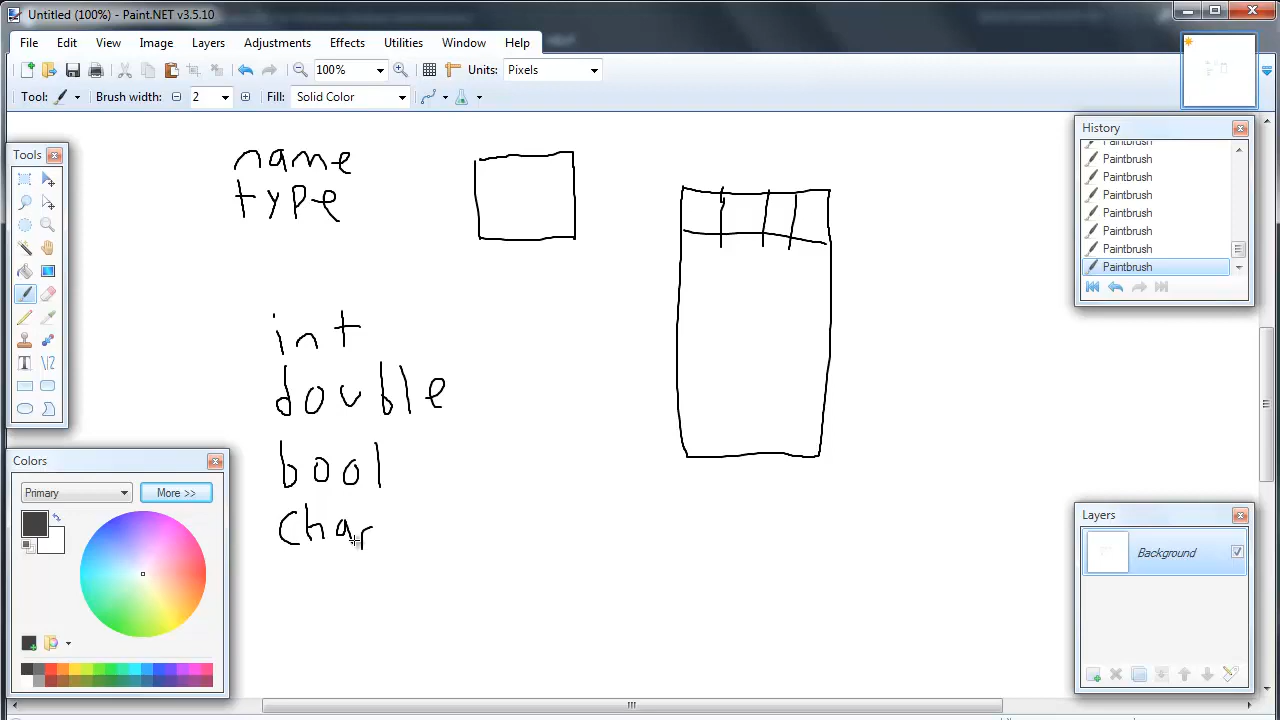 Untitled (100%) - Paint.NET v3.5.10
File Edit View Image Layers Adjustments Effects Utilities Window Help
100% Units: Pixels
Tool: Brush width: 2 Fill: Solid Color
Tools
name
type
int
double
bool
char
Colors
Primary More >>
History
Paintbrush
Paintbrush
Paintbrush
Paintbrush
Paintbrush
Paintbrush
Paintbrush
Paintbrush
Layers
Background